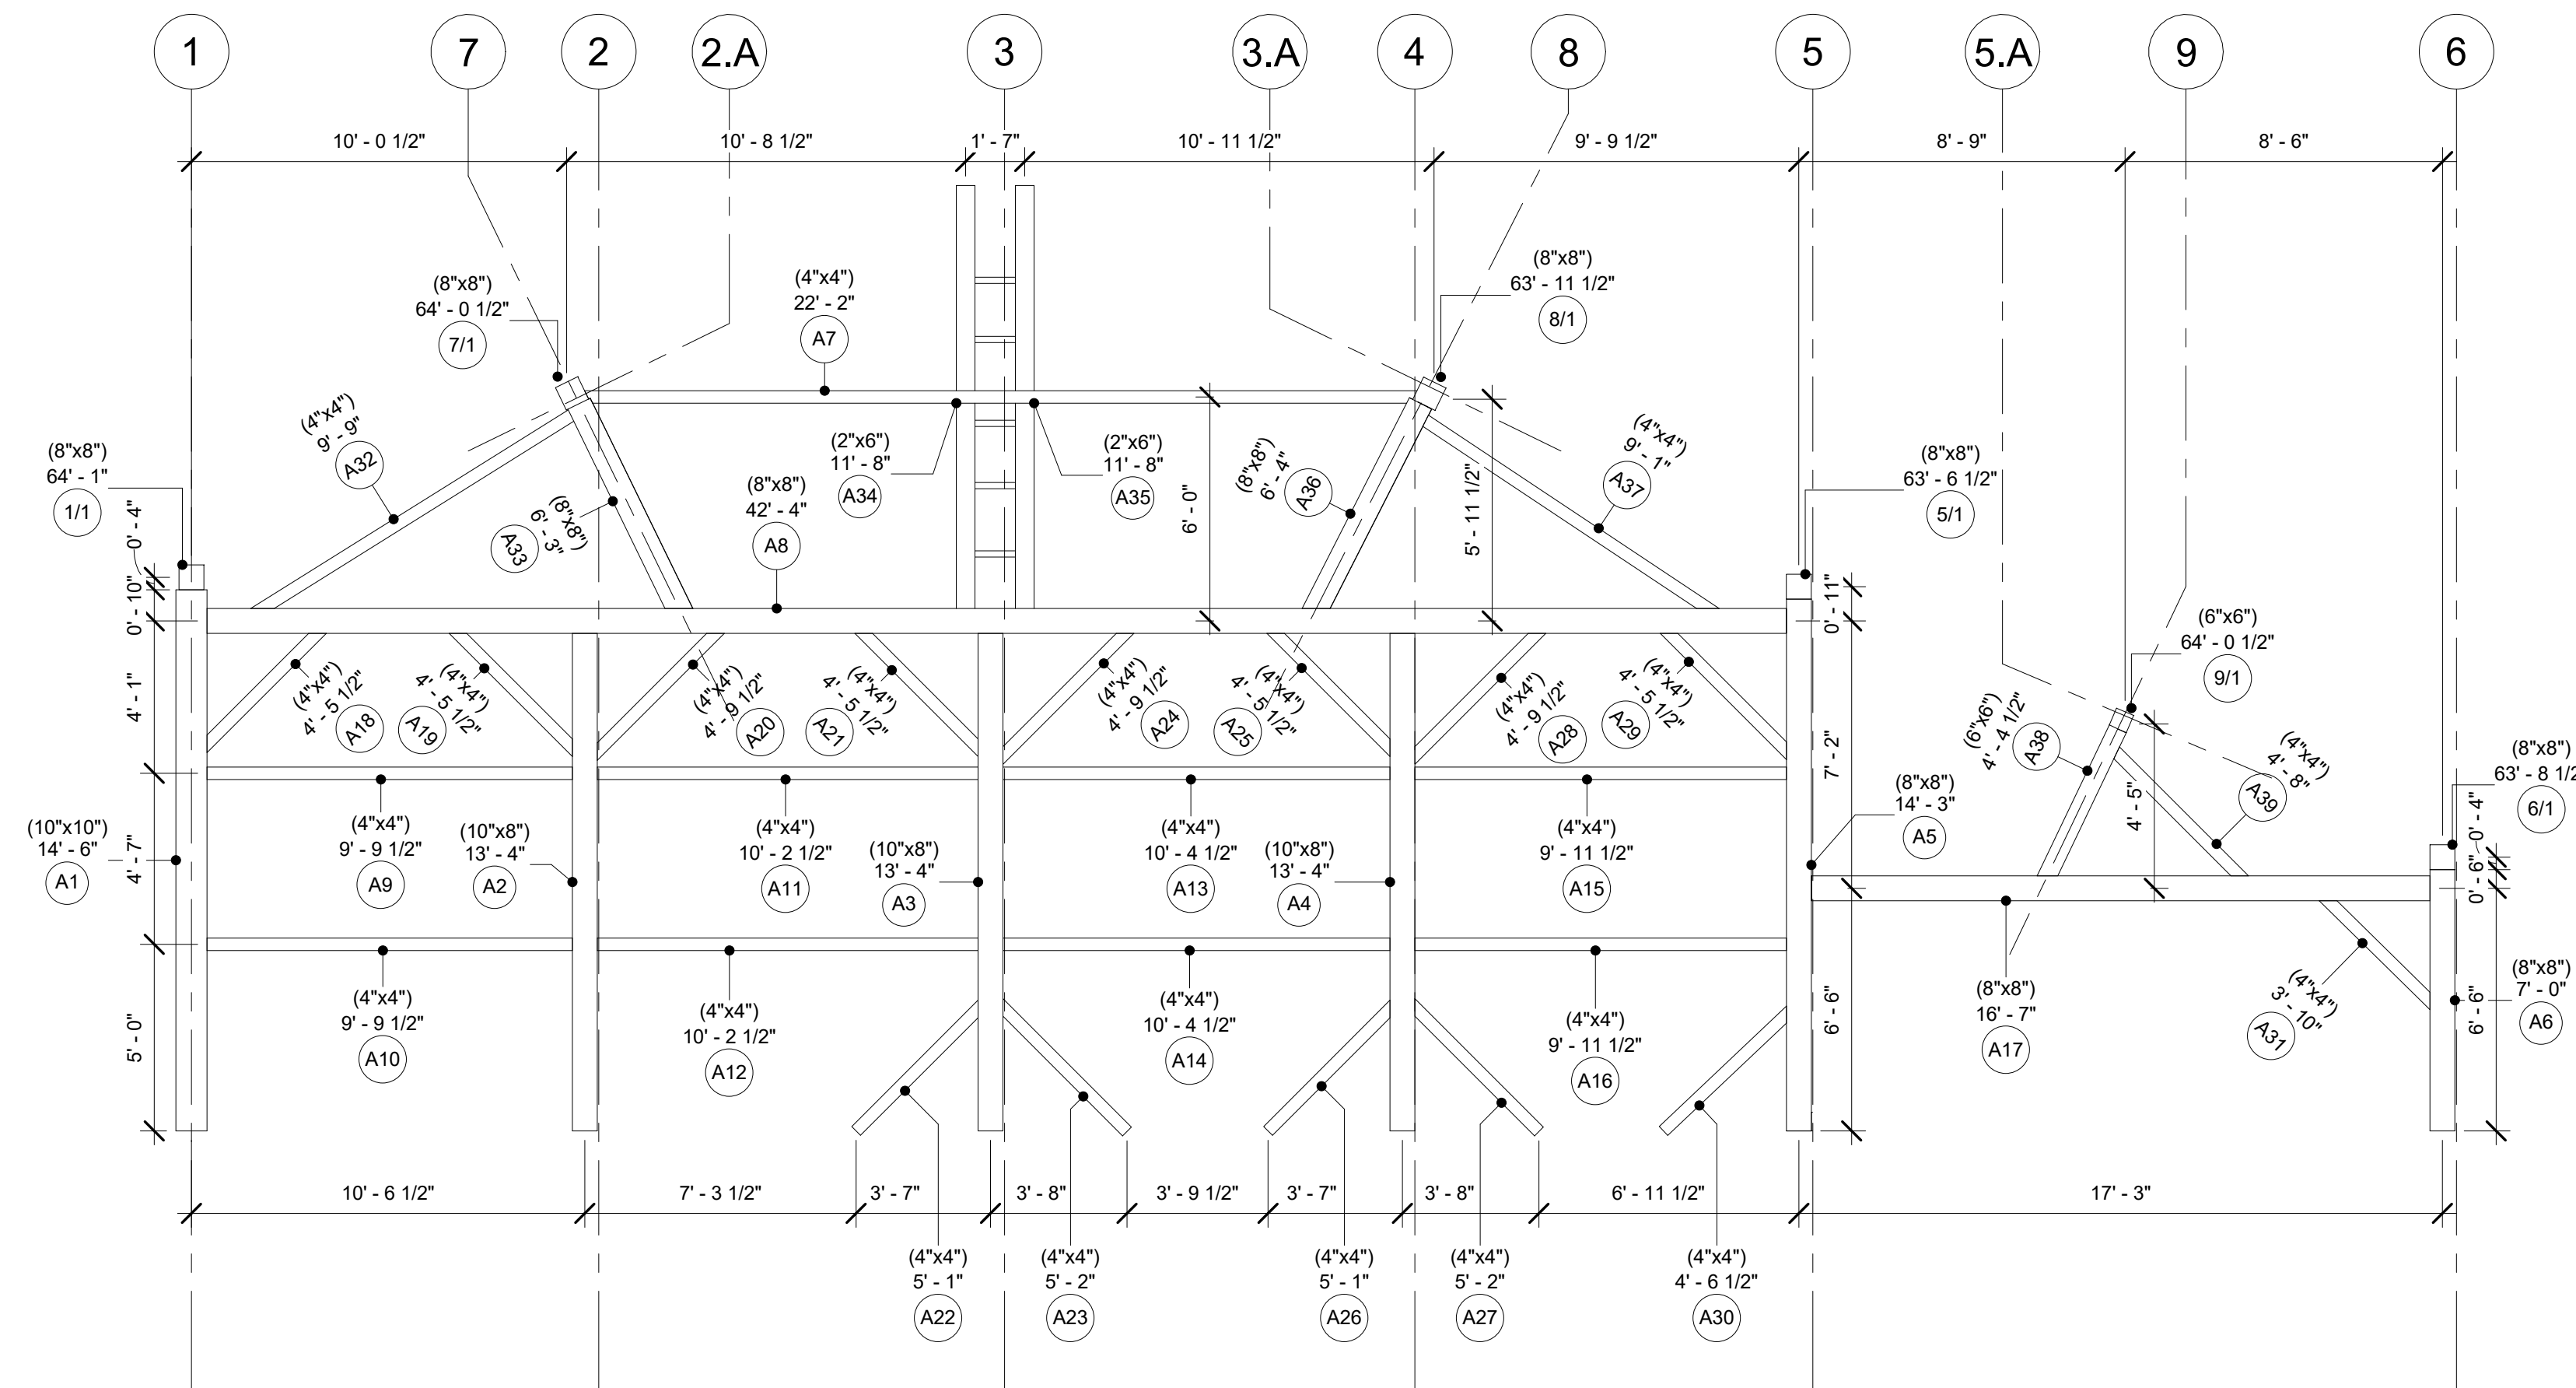 1
7
2
2.A
3
3.A
4
8
5
5.A
9
6
10' - 0 1/2"
10' - 8 1/2"
1' - 7"
10' - 11 1/2"
9' - 9 1/2"
8' - 9"
8' - 6"
(8"x8")
64' - 0 1/2"
7/1
(4"x4")
22' - 2"
A7
(8"x8")
63' - 11 1/2"
8/1
(4"x4")
9' - 9"
A32
(8"x8")
64' - 1"
1/1
(8"x8")
6' - 3"
A33
(8"x8")
42' - 4"
A8
(2"x6")
11' - 8"
A34
(2"x6")
11' - 8"
A35
6' - 0"
(8"x8")
6' - 4"
A36
5' - 11 1/2"
(4"x4")
9' - 1"
A37
(8"x8")
63' - 6 1/2"
5/1
0' - 4"
0' - 10"
4' - 1"
4' - 7"
5' - 0"
0' - 11"
7' - 2"
6' - 6"
(6"x6")
64' - 0 1/2"
9/1
(4"x4")
4' - 5 1/2"
A18
(4"x4")
4' - 5 1/2"
A19
(4"x4")
4' - 9 1/2"
A20
(4"x4")
4' - 5 1/2"
A21
(4"x4")
4' - 9 1/2"
A24
(4"x4")
4' - 5 1/2"
A25
(4"x4")
4' - 9 1/2"
A28
(4"x4")
4' - 5 1/2"
A29
(6"x6")
4' - 4 1/2"
A38
4' - 5"
(4"x4")
4' - 8"
A39
(8"x8")
63' - 8 1/2
6/1
0' - 4"
0' - 6"
6' - 6"
(10"x10")
14' - 6"
A1
(4"x4")
9' - 9 1/2"
A9
(10"x8")
13' - 4"
A2
(4"x4")
10' - 2 1/2"
A11
(10"x8")
13' - 4"
A3
(4"x4")
10' - 4 1/2"
A13
(10"x8")
13' - 4"
A4
(4"x4")
9' - 11 1/2"
A15
(8"x8")
14' - 3"
A5
(4"x4")
9' - 9 1/2"
A10
(4"x4")
10' - 2 1/2"
A12
(4"x4")
10' - 4 1/2"
A14
(4"x4")
9' - 11 1/2"
A16
(8"x8")
16' - 7"
A17
(4"x4")
3' - 10"
A31
(8"x8")
7' - 0"
A6
10' - 6 1/2"
7' - 3 1/2"
3' - 7"
3' - 8"
3' - 9 1/2"
3' - 7"
3' - 8"
6' - 11 1/2"
17' - 3"
(4"x4")
5' - 1"
A22
(4"x4")
5' - 2"
A23
(4"x4")
5' - 1"
A26
(4"x4")
5' - 2"
A27
(4"x4")
4' - 6 1/2"
A30